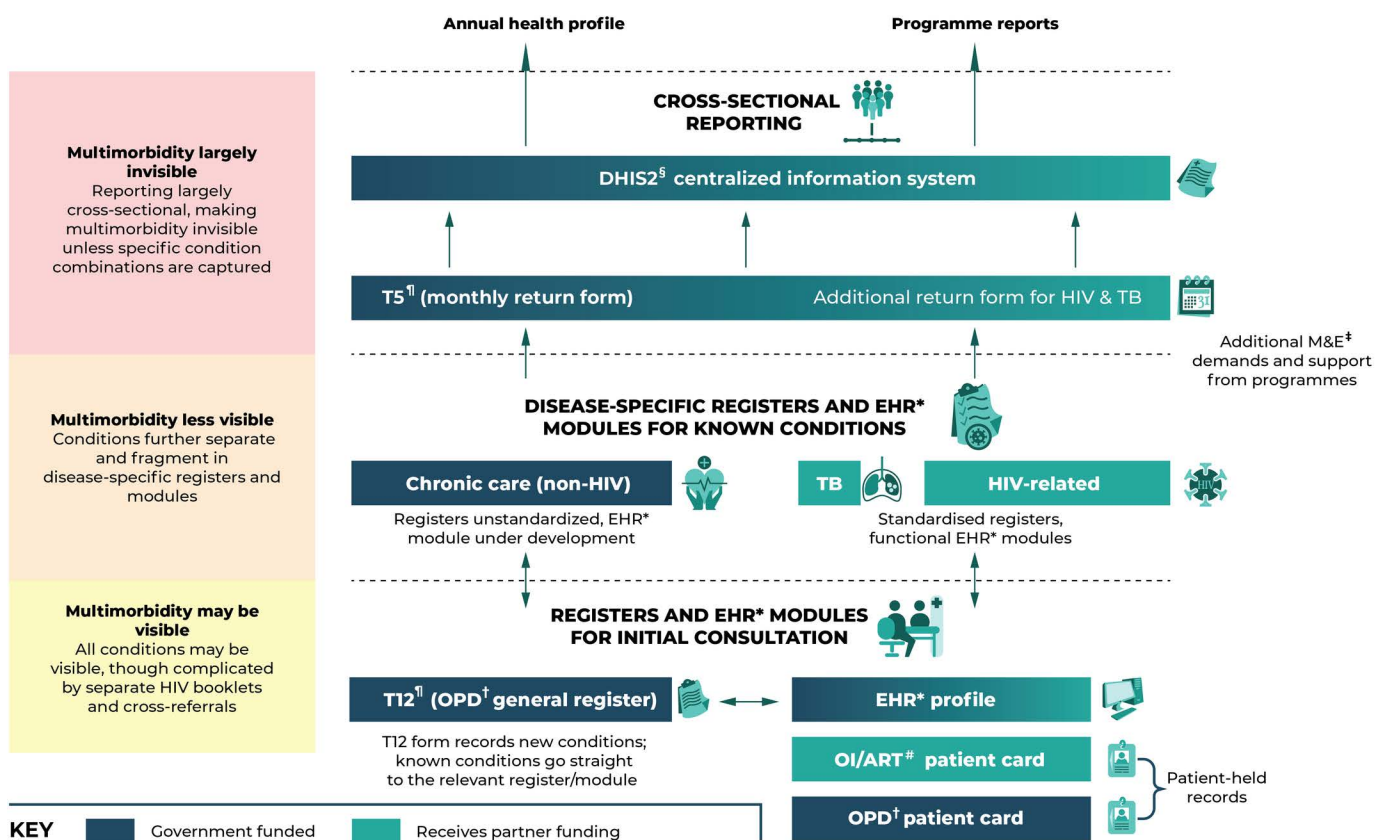 Annual health profile
Programme reports
CROSS-SECTIONAL
REPORTING
Multimorbidity largely
invisible
Reporting largely
cross-sectional, making
multimorbidity invisible
unless specific condition
combinations are captured
DHIS2§ centralized information system
T5¶ (monthly return form)
Additional return form for HIV & TB
31
Additional M&E‡
demands and support
from programmes
Multimorbidity less visible
Conditions further separate
and fragment in
disease-specific registers and
modules
DISEASE-SPECIFIC REGISTERS AND EHR*
MODULES FOR KNOWN CONDITIONS
Chronic care (non-HIV)
TB
HIV-related
HIV
Registers unstandardized, EHR*
module under development
Standardised registers,
functional EHR* modules
Multimorbidity may be
visible
All conditions may be
visible, though complicated
by separate HIV booklets
and cross-referrals
REGISTERS AND EHR* MODULES
FOR INITIAL CONSULTATION
T12¶ (OPD† general register)
EHR* profile
T12 form records new conditions;
known conditions go straight
to the relevant register/module
OI/ART# patient card
OPD† patient card
Patient-held
records
KEY
Government funded
Receives partner funding